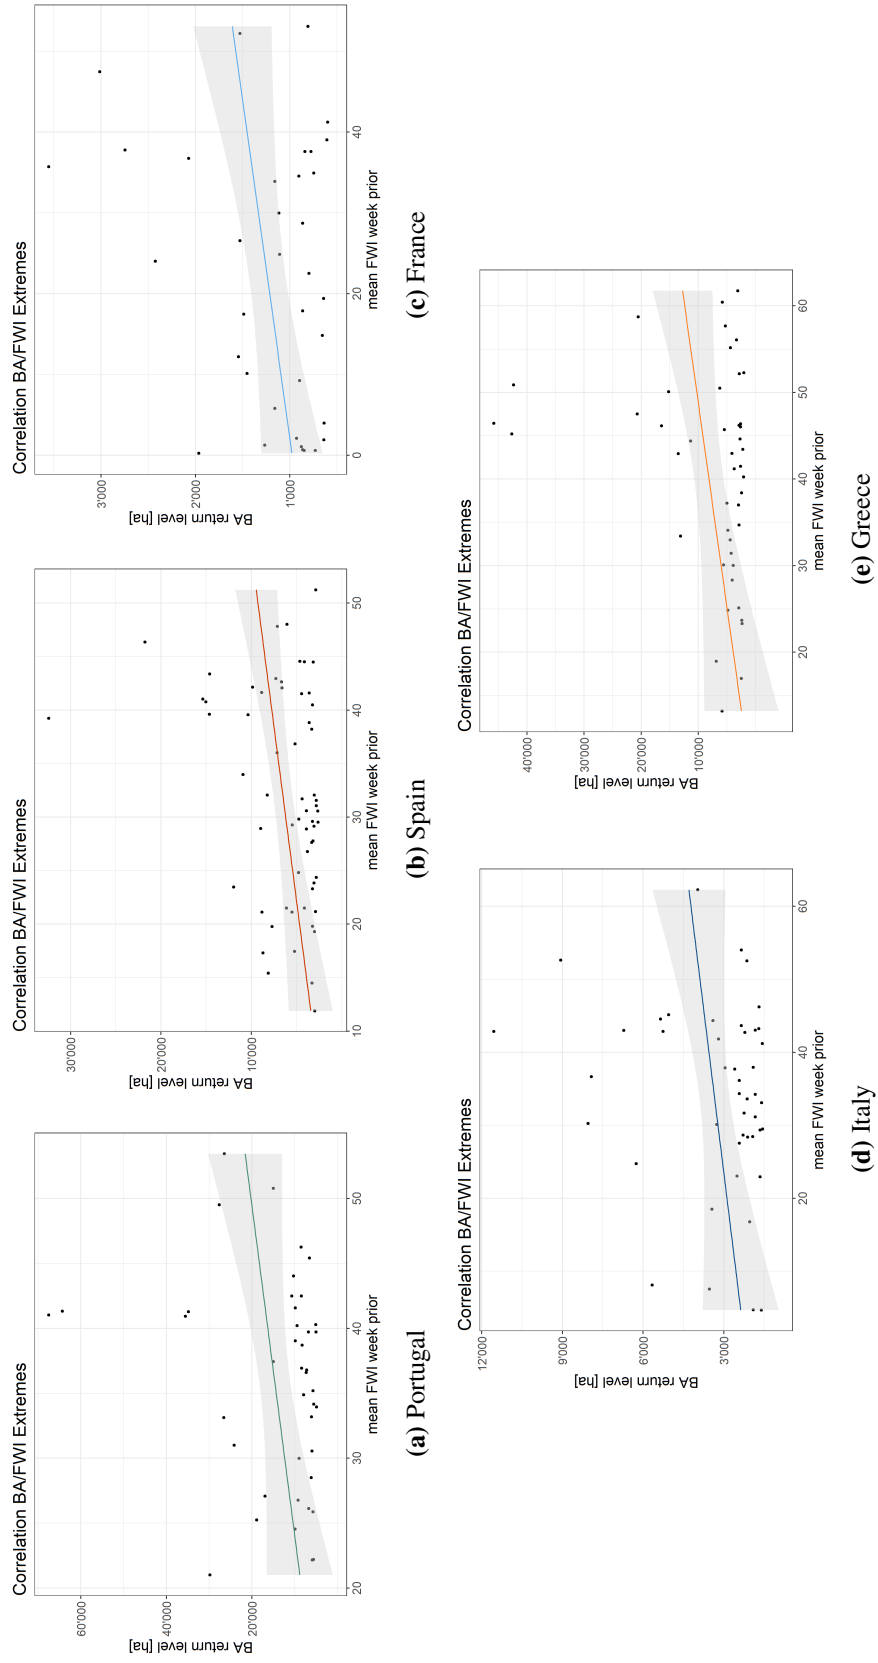 Correlation BA/FWI Extremes
BA return level [ha]
60'000
40'000
20'000
20 30 40 50
mean FWI week prior
(a) Portugal
Correlation BA/FWI Extremes
BA return level [ha]
30'000
20'000
10'000
10 20 30 40 50
mean FWI week prior
(b) Spain
Correlation BA/FWI Extremes
BA return level [ha]
3'000
2'000
1'000
0 20 40
mean FWI week prior
(c) France
Correlation BA/FWI Extremes
BA return level [ha]
12'000
9'000
6'000
3'000
20 40 60
mean FWI week prior
(d) Italy
Correlation BA/FWI Extremes
BA return level [ha]
40'000
30'000
20'000
10'000
20 30 40 50 60
mean FWI week prior
(e) Greece